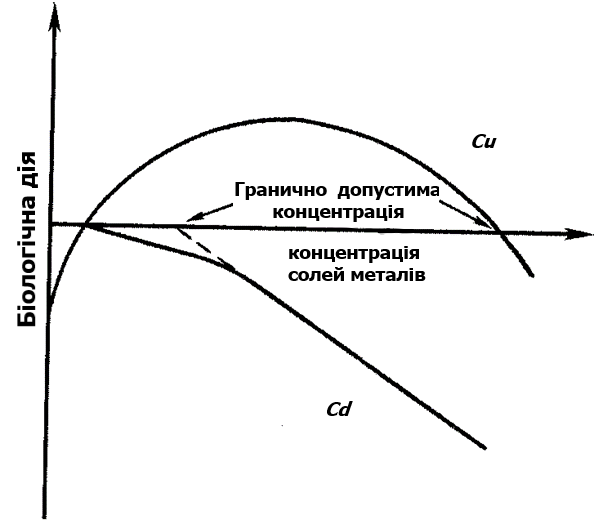 Біологічна дія
Cu
Гранично допустима
концентрація
концентрація
солей металів
Cd